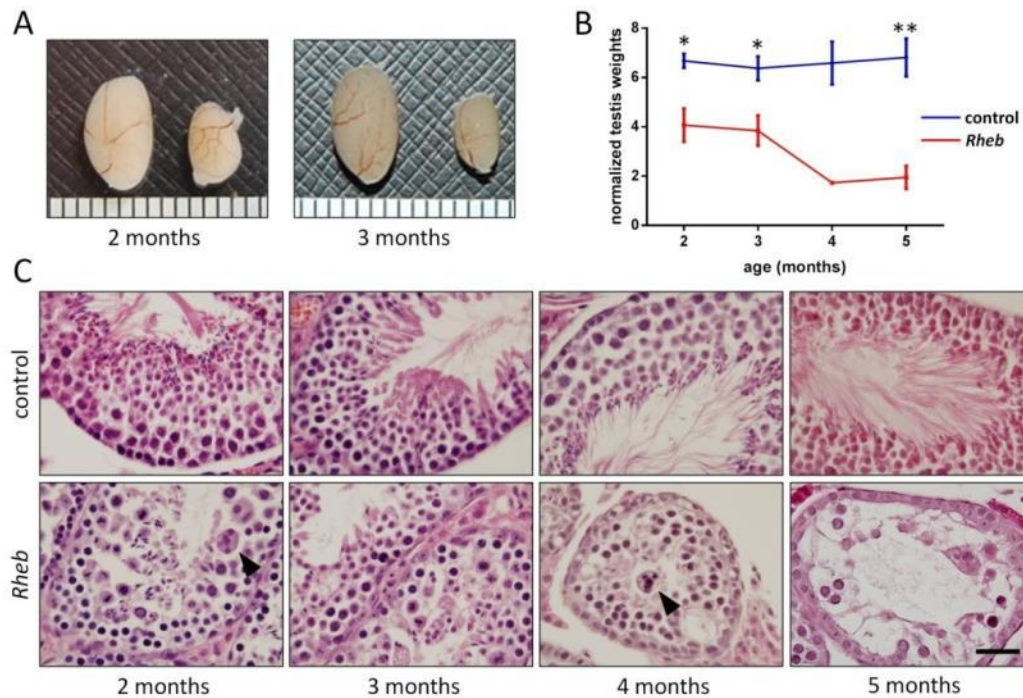 A
2 months
3 months
B
normalized testis weights
8
6
4
2
0
* * **
2 3 4 5
age (months)
control
Rheb
C
control
Rheb
2 months
3 months
4 months
5 months